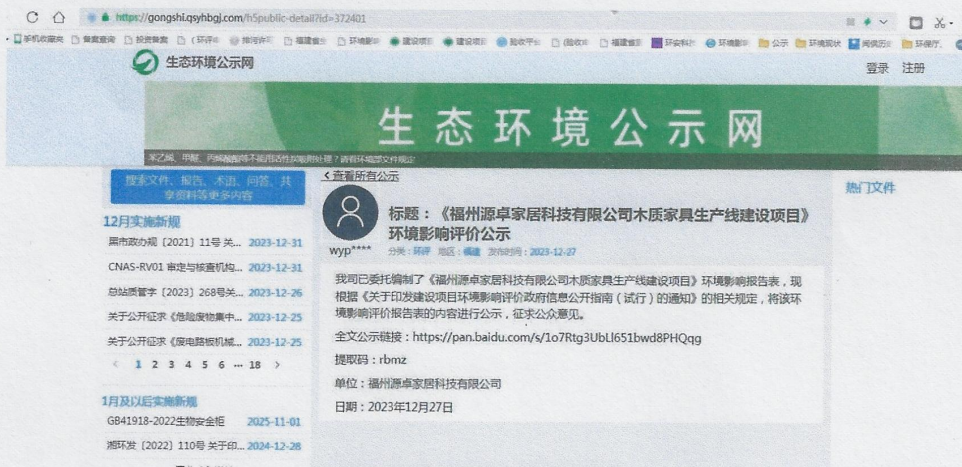 https://gongshi.qsyhbgj.com/h5public-detail?id=372401
手机收藏夹 备案查询 投资备案 (环评
生态环境公示网
登录 注册
生态环境公示网
查看所有公示
搜索文件、报告、术语、问答、共
享资料等更多内容
热门文件
12月实施新规
黑市政办规〔2021〕11号 关... 2023-12-31
CNAS-RV01 审定与核查机构... 2023-12-31
总站质管字〔2023〕268号关... 2023-12-26
关于公开征求《危险废物集中... 2023-12-25
关于公开征求《废电路板机械... 2023-12-25
1 2 3 4 5 6 ... 18
1月及以后实施新规
GB41918-2022生物安全柜 2025-11-01
湘环发〔2022〕110号 关于印... 2024-12-28
wyp****
标题：《福州源卓家居科技有限公司木质家具生产线建设项目》
环境影响评价公示
分类：环评 地区：福建 发布时间：2023-12-27
我司已委托编制了《福州源卓家居科技有限公司木质家具生产线建设项目》环境影响报告表，现
根据《关于印发建设项目环境影响评价政府信息公开指南（试行）的通知》的相关规定，将该环
境影响评价报告表的内容进行公示，征求公众意见。
全文公示链接：https://pan.baidu.com/s/1o7Rtg3UbLl651bwd8PHQqg
提取码：rbmz
单位：福州源卓家居科技有限公司
日期：2023年12月27日